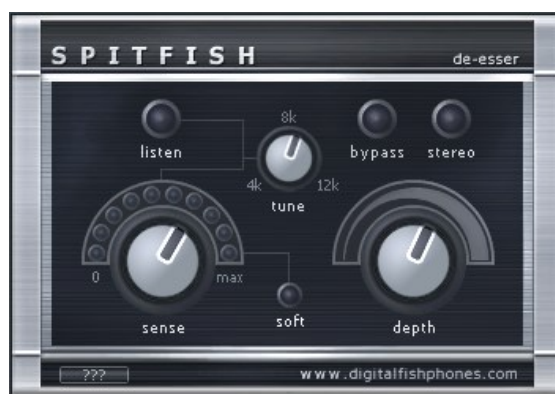 SPITFISH
de-esser
listen
8k
bypass stereo
4k 12k
tune
0 max
sense
soft
depth
???
www.digitalfishphones.com